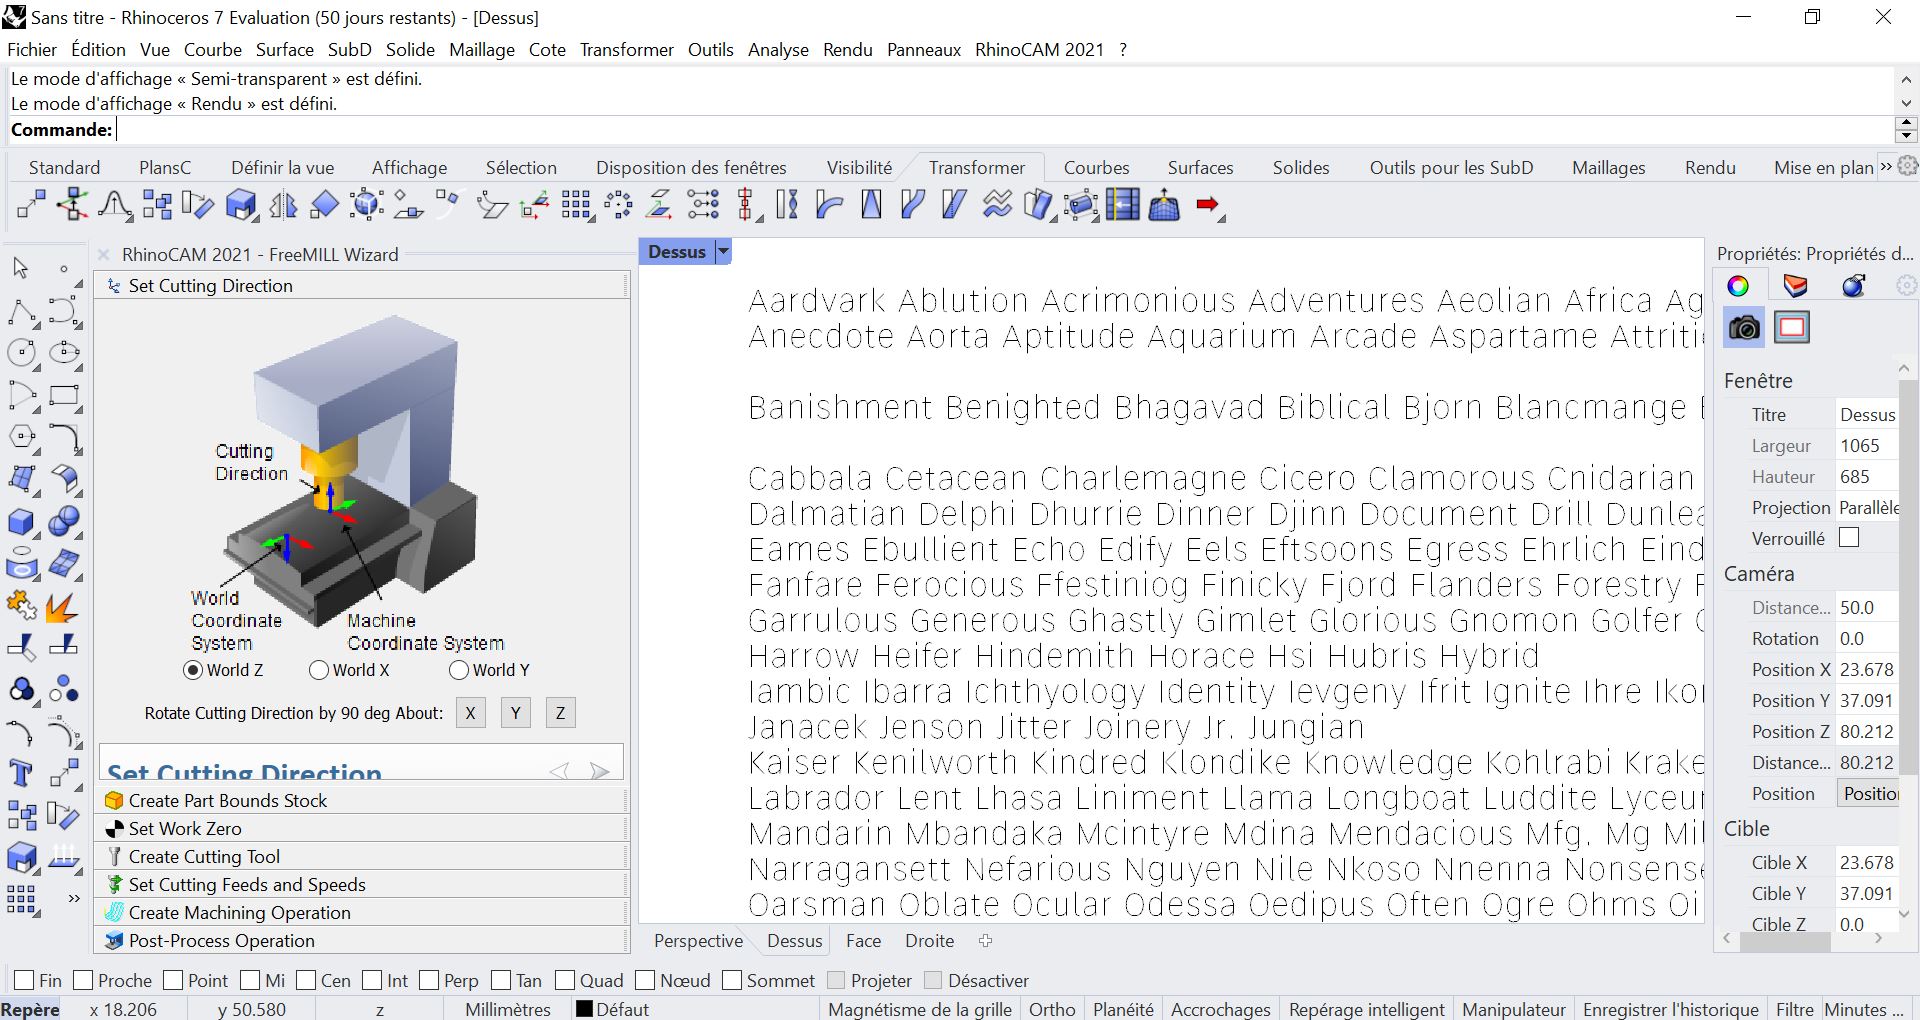 Sans titre - Rhinoceros 7 Evaluation (50 jours restants) - [Dessus]
Fichier Édition Vue Courbe Surface SubD Solide Maillage Cote Transformer Outils Analyse Rendu Panneaux RhinoCAM 2021 ?
Le mode d'affichage « Semi-transparent » est défini.
Le mode d'affichage « Rendu » est défini.
Commande:
Standard PlansC Définir la vue Affichage Sélection Disposition des fenêtres Visibilité Transformer Courbes Surfaces Solides Outils pour les SubD Maillages Rendu Mise en plan »
RhinoCAM 2021 - FreeMILL Wizard
Set Cutting Direction
Cutting
Direction
World
Coordinate
System
Machine
Coordinate System
World Z World X World Y
Rotate Cutting Direction by 90 deg About: X Y Z
Set Cutting Direction
Create Part Bounds Stock
Set Work Zero
Create Cutting Tool
Set Cutting Feeds and Speeds
Create Machining Operation
Post-Process Operation
Dessus
Aardvark Ablution Acrimonious Adventures Aeolian Africa Ag
Anecdote Aorta Aptitude Aquarium Arcade Aspartame Attriti
Banishment Benighted Bhagavad Biblical Bjorn Blancmange
Cabbala Cetacean Charlemagne Cicero Clamorous Cnidarian
Dalmatian Delphi Dhurrie Dinner Djinn Document Drill Dunlea
Eames Ebullient Echo Edify Eels Eftsoons Egress Ehrlich Eind
Fanfare Ferocious Ffestiniog Finicky Fjord Flanders Forestry F
Garrulous Generous Ghastly Gimlet Glorious Gnomon Golfer
Harrow Heifer Hindemith Horace Hsi Hubris Hybrid
Iambic Ibarra Ichthyology Identity Ievgeny Ifrit Ignite Ihre Iko
Janacek Jenson Jitter Joinery Jr. Jungian
Kaiser Kenilworth Kindred Klondike Knowledge Kohlrabi Krake
Labrador Lent Lhasa Liniment Llama Longboat Luddite Lyceu
Mandarin Mbandaka Mcintyre Mdina Mendacious Mfg. Mg Mil
Narragansett Nefarious Nguyen Nile Nkoso Nnenna Nonsens
Oarsman Oblate Ocular Odessa Oedipus Often Ogre Ohms Oi
Perspective Dessus Face Droite
Propriétés: Propriétés d...
Fenêtre
Titre Dessus
Largeur 1065
Hauteur 685
Projection Parallèle
Verrouillé
Caméra
Distance... 50.0
Rotation 0.0
Position X 23.678
Position Y 37.091
Position Z 80.212
Distance... 80.212
Position Position
Cible
Cible X 23.678
Cible Y 37.091
Cible Z 0.0
Fin Proche Point Mi Cen Int Perp Tan Quad Nœud Sommet Projeter Désactiver
Repère x 18.206 y 50.580 z Millimètres Défaut Magnétisme de la grille Ortho Planéité Accrochages Repérage intelligent Manipulateur Enregistrer l'historique Filtre Minutes ...